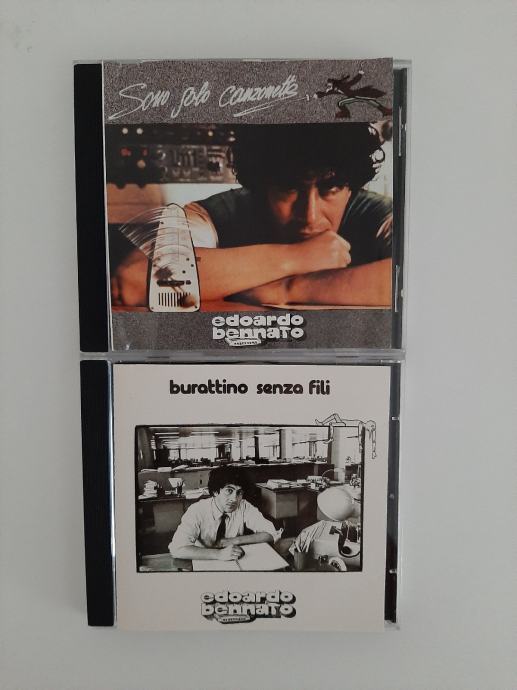 Sono solo canzonette
edoardo
bennato
burattino senza fili
edoardo
bennato